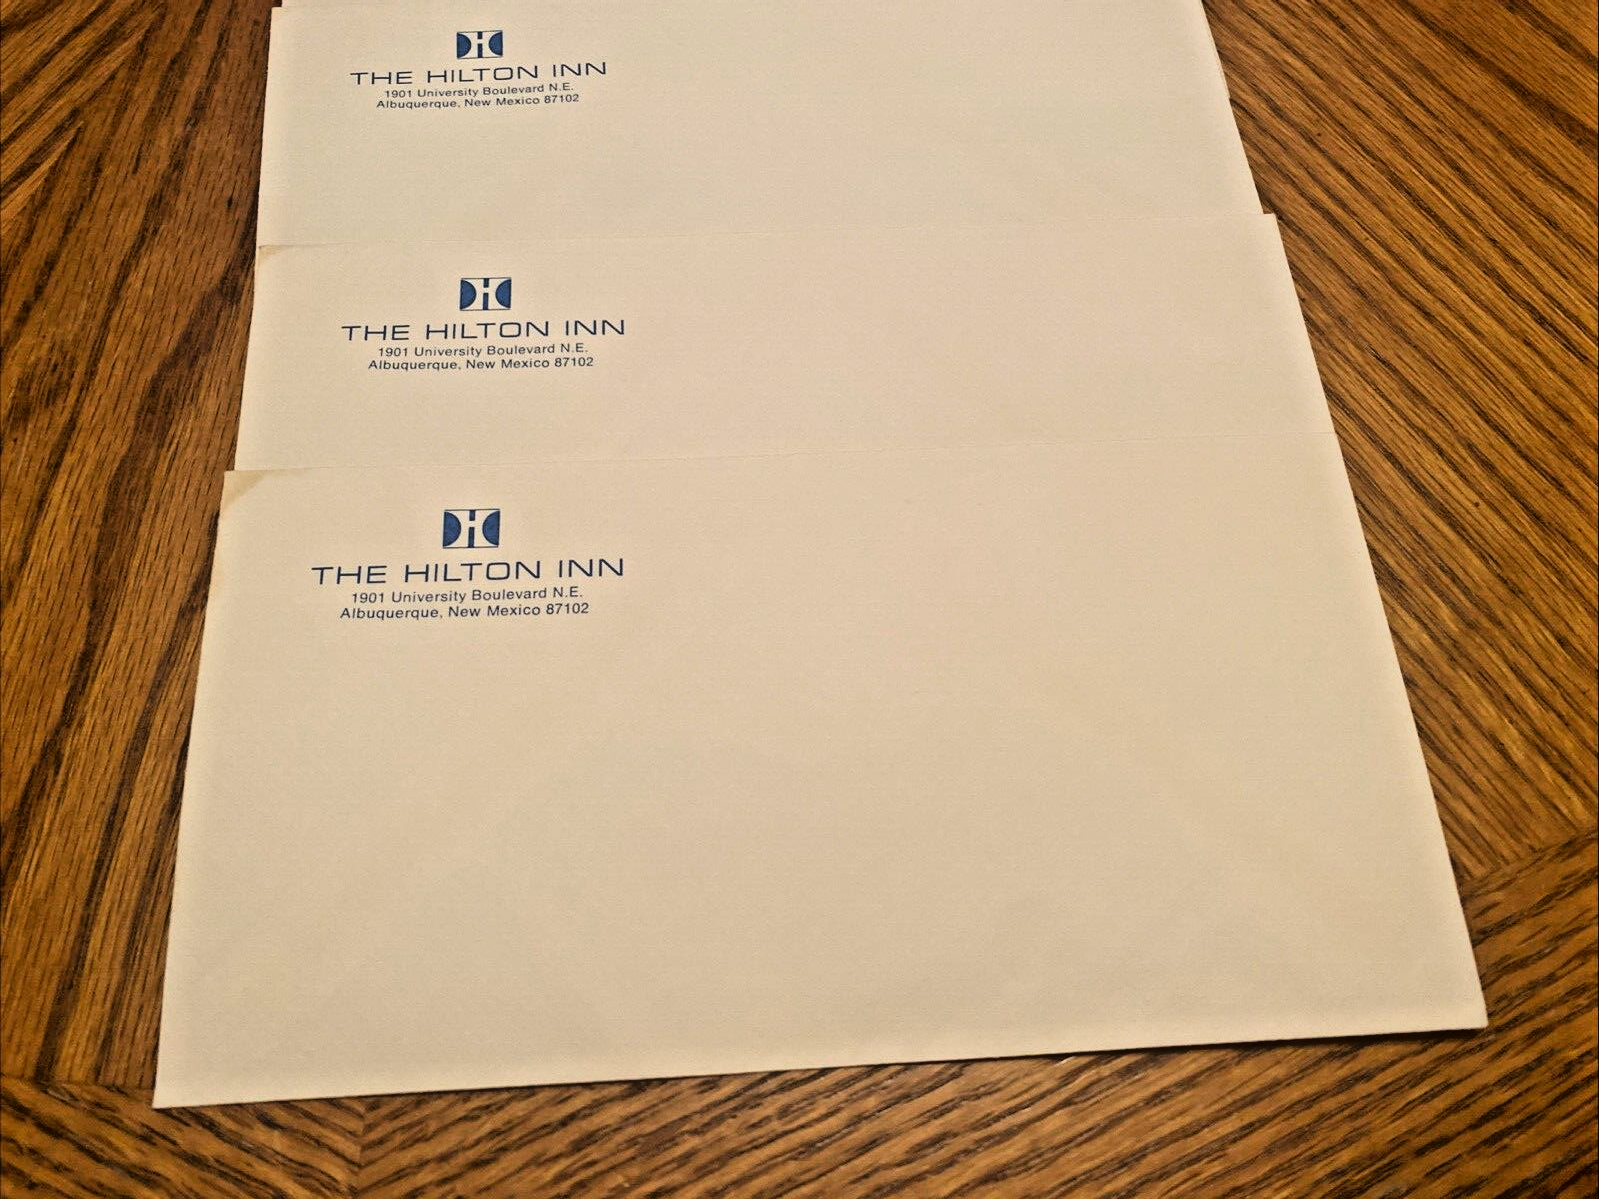 THE HILTON INN
1901 University Boulevard N.E.
Albuquerque, New Mexico 87102
THE HILTON INN
1901 University Boulevard N.E.
Albuquerque, New Mexico 87102
THE HILTON INN
1901 University Boulevard N.E.
Albuquerque, New Mexico 87102